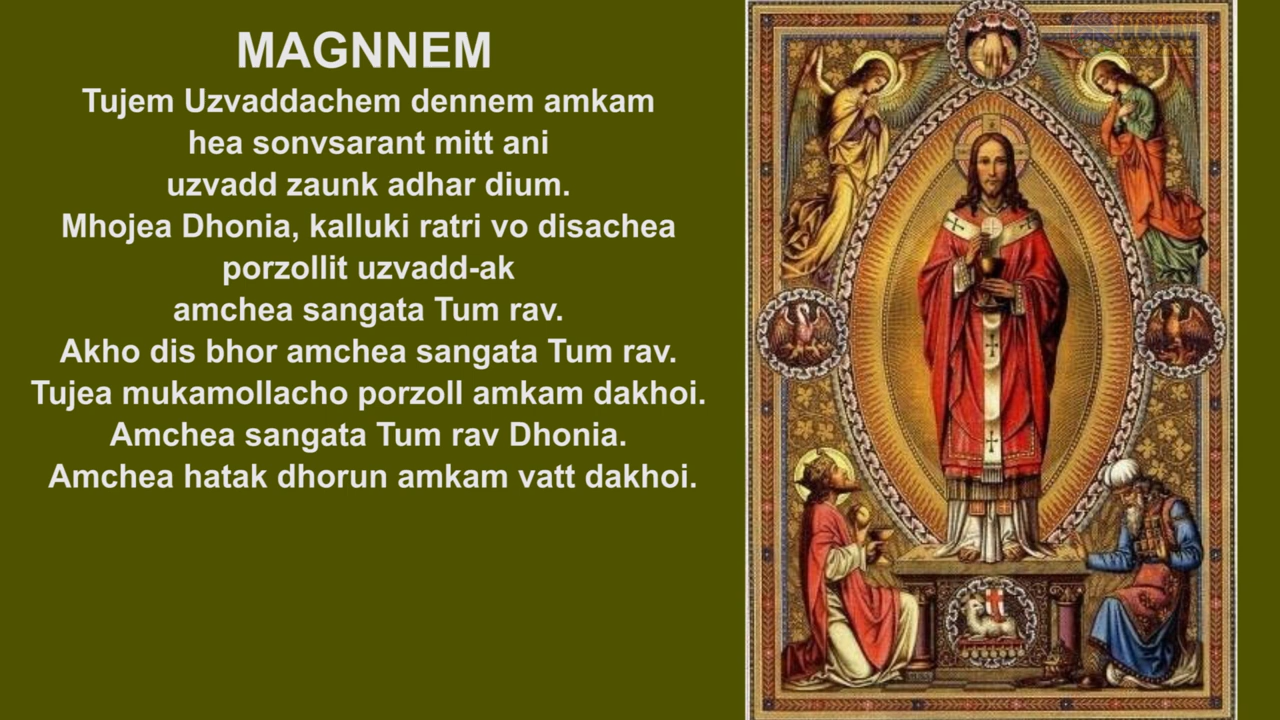 MAGNNEM
Tujem Uzvaddachem dennem amkam
hea sonvsarant mitt ani
uzvadd zaunk adhar dium.
Mhojea Dhonia, kalluki ratri vo disachea
porzollit uzvadd-ak
amchea sangata Tum rav.
Akho dis bhor amchea sangata Tum rav.
Tujea mukamollacho porzoll amkam dakhoi.
Amchea sangata Tum rav Dhonia.
Amchea hatak dhorun amkam vatt dakhoi.